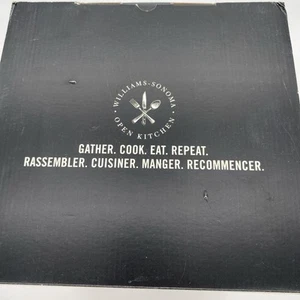 WILLIAMS-SONOMA
OPEN KITCHEN
GATHER. COOK. EAT. REPEAT.
RASSEMBLER. CUISINER. MANGER. RECOMMENCER.